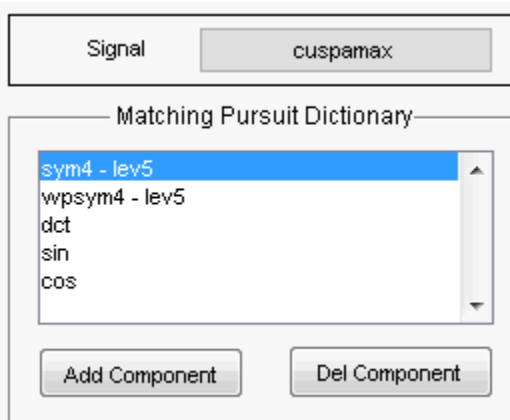 Signal cuspamax
Matching Pursuit Dictionary
sym4 - lev5
wpsym4 - lev5
dct
sin
cos
Add Component Del Component